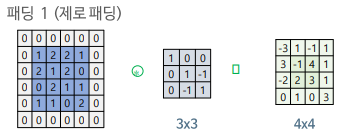 패딩 1 (제로 패딩)
0 0 0 0 0 0
0 1 2 2 1 0
0 2 1 2 0 0
0 0 2 1 1 0
0 1 1 0 2 0
0 0 0 0 0 0
1 0 0
0 1 -1
0 -1 1
-3 1 -1 1
3 -1 4 1
-2 2 3 1
0 1 0 3
3x3
4x4